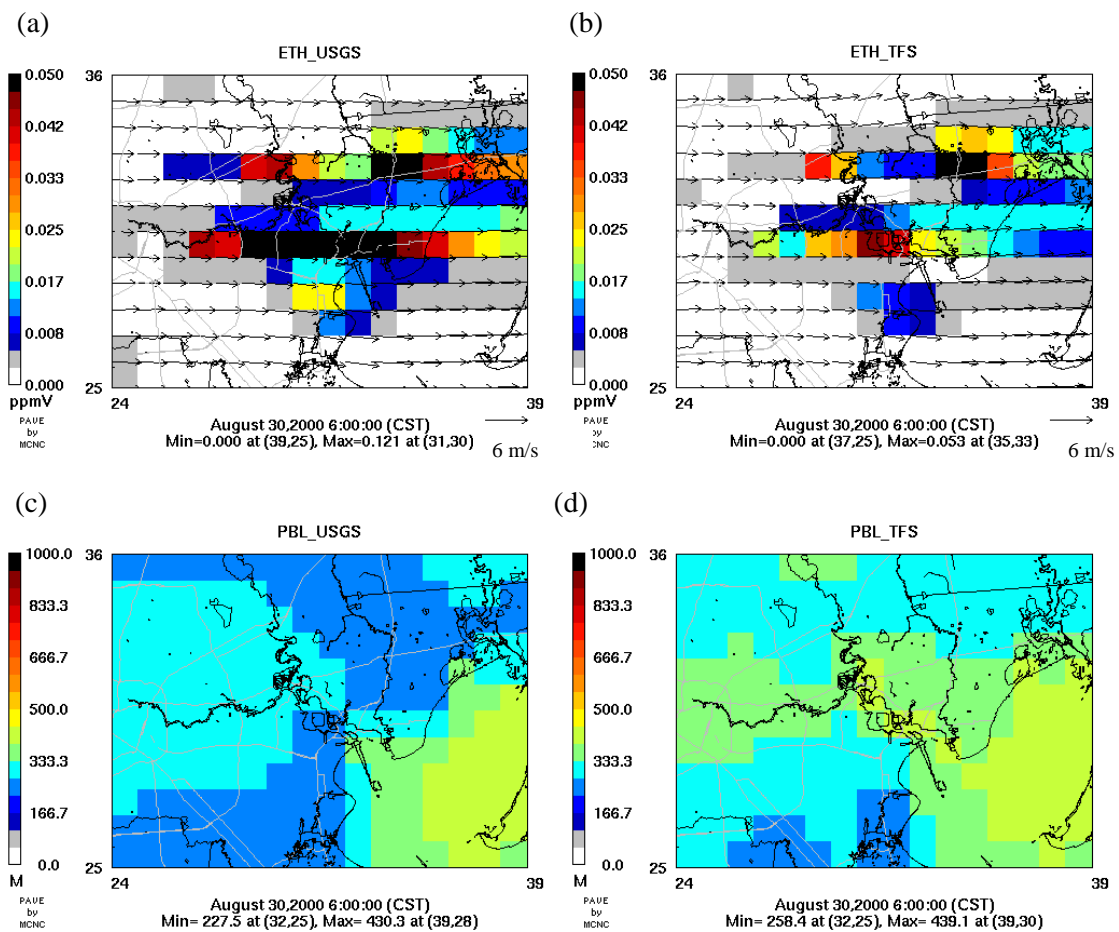 (a)
ETH_USGS
0.050
0.042
0.033
0.025
0.017
0.008
0.000
ppmV
PAVE
by
MCNC
36
25
24
39
August 30,2000 6:00:00 (CST)
Min=0.000 at (39,25), Max=0.121 at (31,30)
6 m/s
(b)
ETH_TFS
0.050
0.042
0.033
0.025
0.017
0.008
0.000
ppmV
PAVE
by
MCNC
36
25
24
39
August 30,2000 6:00:00 (CST)
Min=0.000 at (37,25), Max=0.053 at (35,33)
6 m/s
(c)
PBL_USGS
1000.0
833.3
666.7
500.0
333.3
166.7
0.0
M
PAVE
by
MCNC
36
25
24
39
August 30,2000 6:00:00 (CST)
Min= 227.5 at (32,25), Max= 430.3 at (39,28)
(d)
PBL_TFS
1000.0
833.3
666.7
500.0
333.3
166.7
0.0
M
PAVE
by
MCNC
36
25
24
39
August 30,2000 6:00:00 (CST)
Min= 258.4 at (32,25), Max= 439.1 at (39,30)